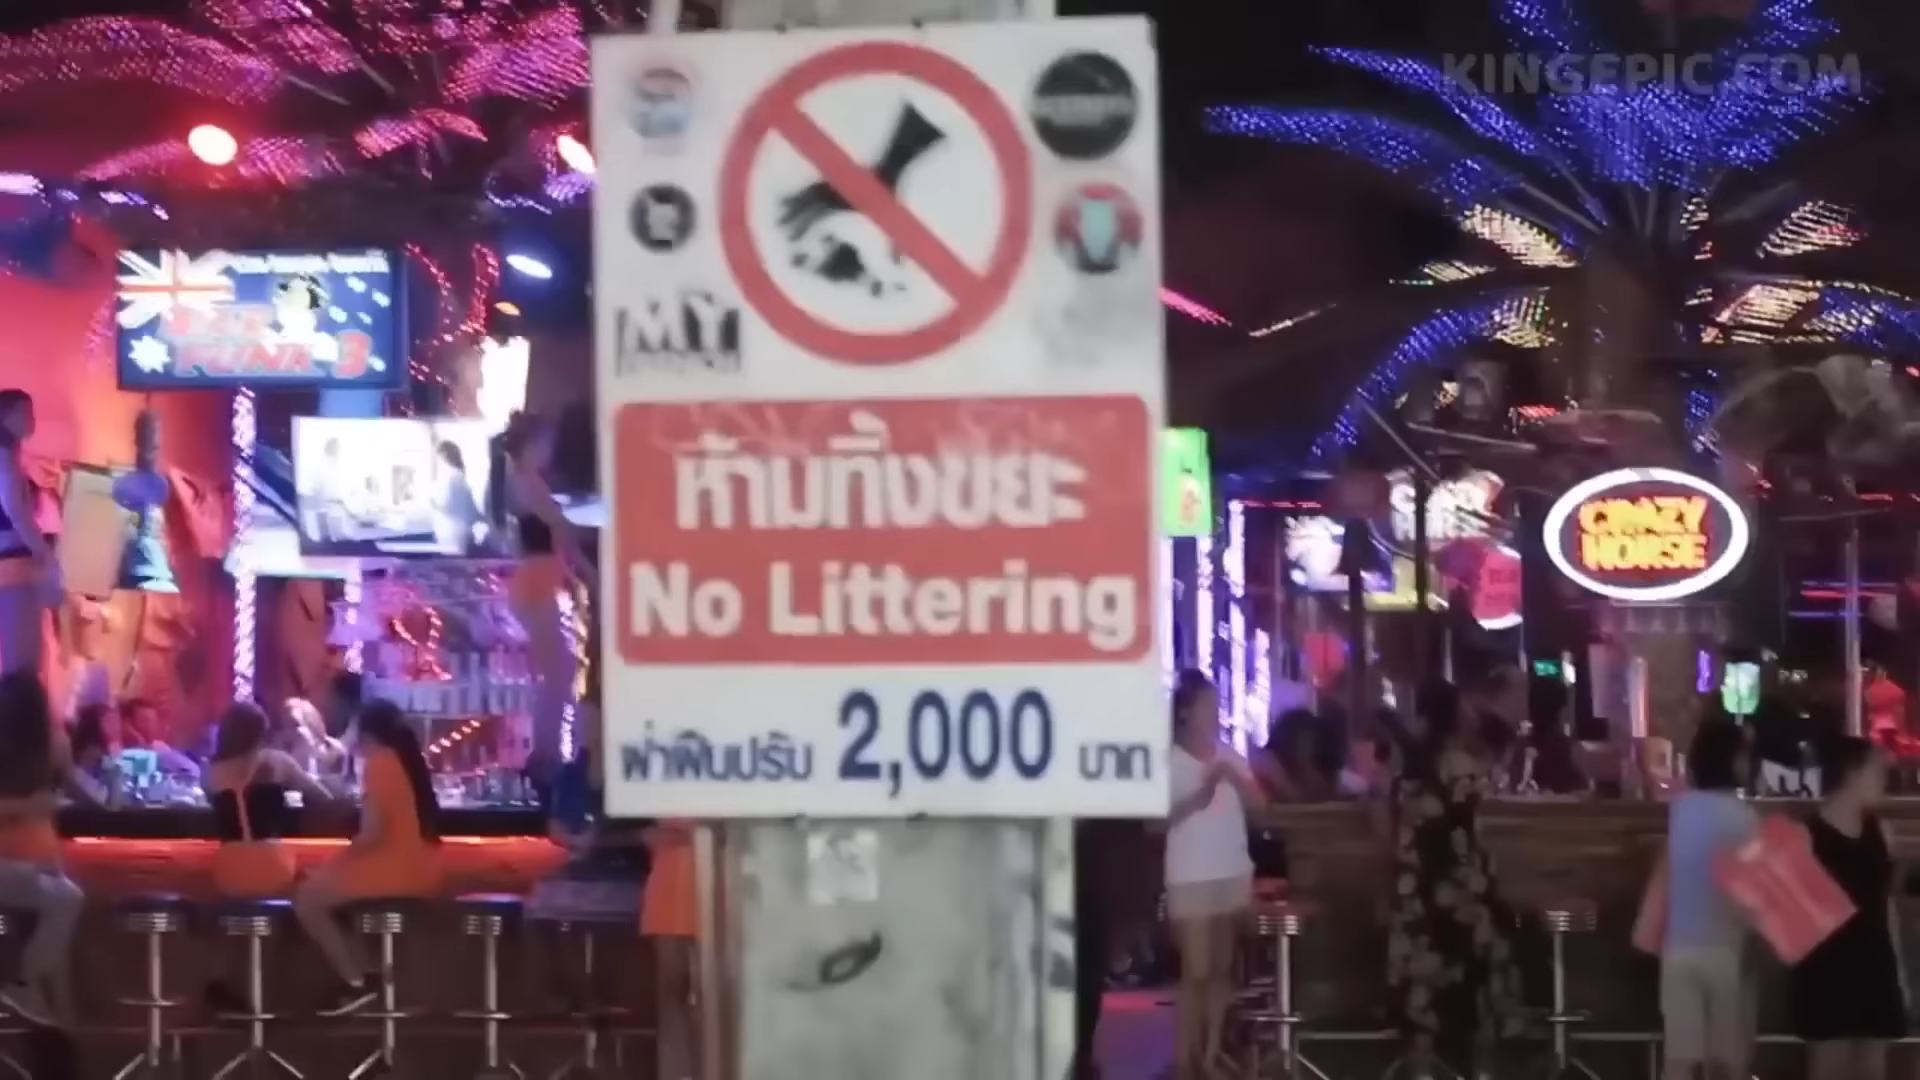 KINGEPIC.COM
MY
ห้ามทิ้งขยะ
No Littering
ฝ่าฝืนปรับ 2,000 บาท
CRAZY
HORSE